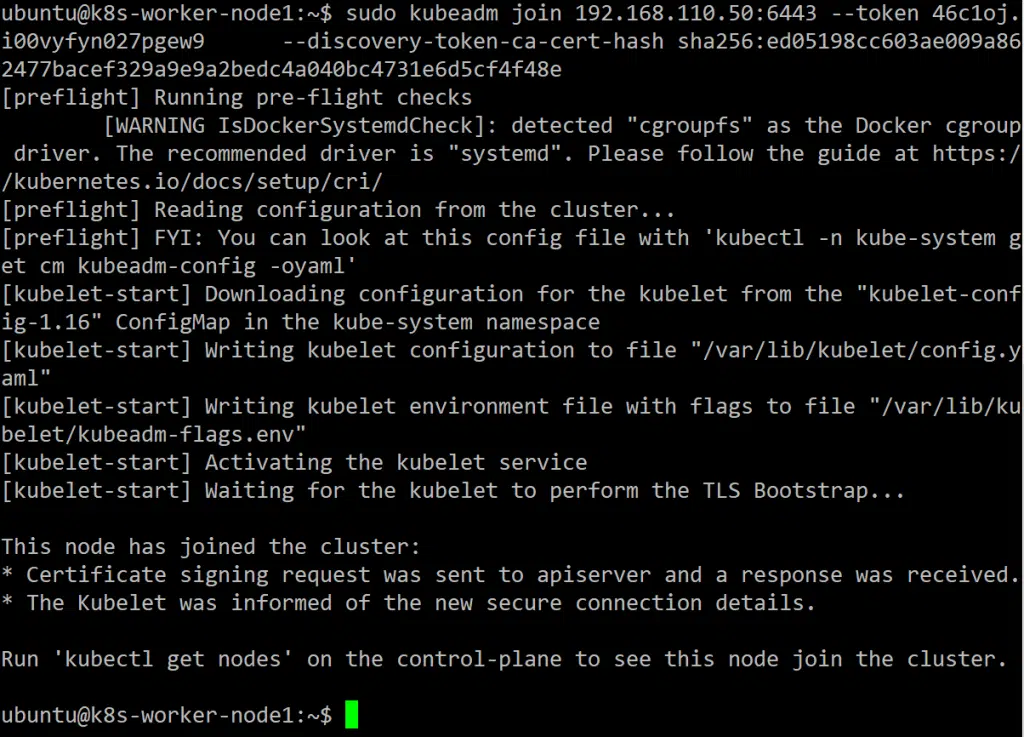 ubuntu@k8s-worker-node1:~$ sudo kubeadm join 192.168.110.50:6443 --token 46c1oj.
i00vyfyn027pgew9      --discovery-token-ca-cert-hash sha256:ed05198cc603ae009a86
2477bacef329a9e9a2bedc4a040bc4731e6d5cf4f48e
[preflight] Running pre-flight checks
        [WARNING IsDockerSystemdCheck]: detected "cgroupfs" as the Docker cgroup
 driver. The recommended driver is "systemd". Please follow the guide at https:/
/kubernetes.io/docs/setup/cri/
[preflight] Reading configuration from the cluster...
[preflight] FYI: You can look at this config file with 'kubectl -n kube-system g
et cm kubeadm-config -oyaml'
[kubelet-start] Downloading configuration for the kubelet from the "kubelet-conf
ig-1.16" ConfigMap in the kube-system namespace
[kubelet-start] Writing kubelet configuration to file "/var/lib/kubelet/config.y
aml"
[kubelet-start] Writing kubelet environment file with flags to file "/var/lib/ku
belet/kubeadm-flags.env"
[kubelet-start] Activating the kubelet service
[kubelet-start] Waiting for the kubelet to perform the TLS Bootstrap...

This node has joined the cluster:
* Certificate signing request was sent to apiserver and a response was received.
* The Kubelet was informed of the new secure connection details.

Run 'kubectl get nodes' on the control-plane to see this node join the cluster.

ubuntu@k8s-worker-node1:~$